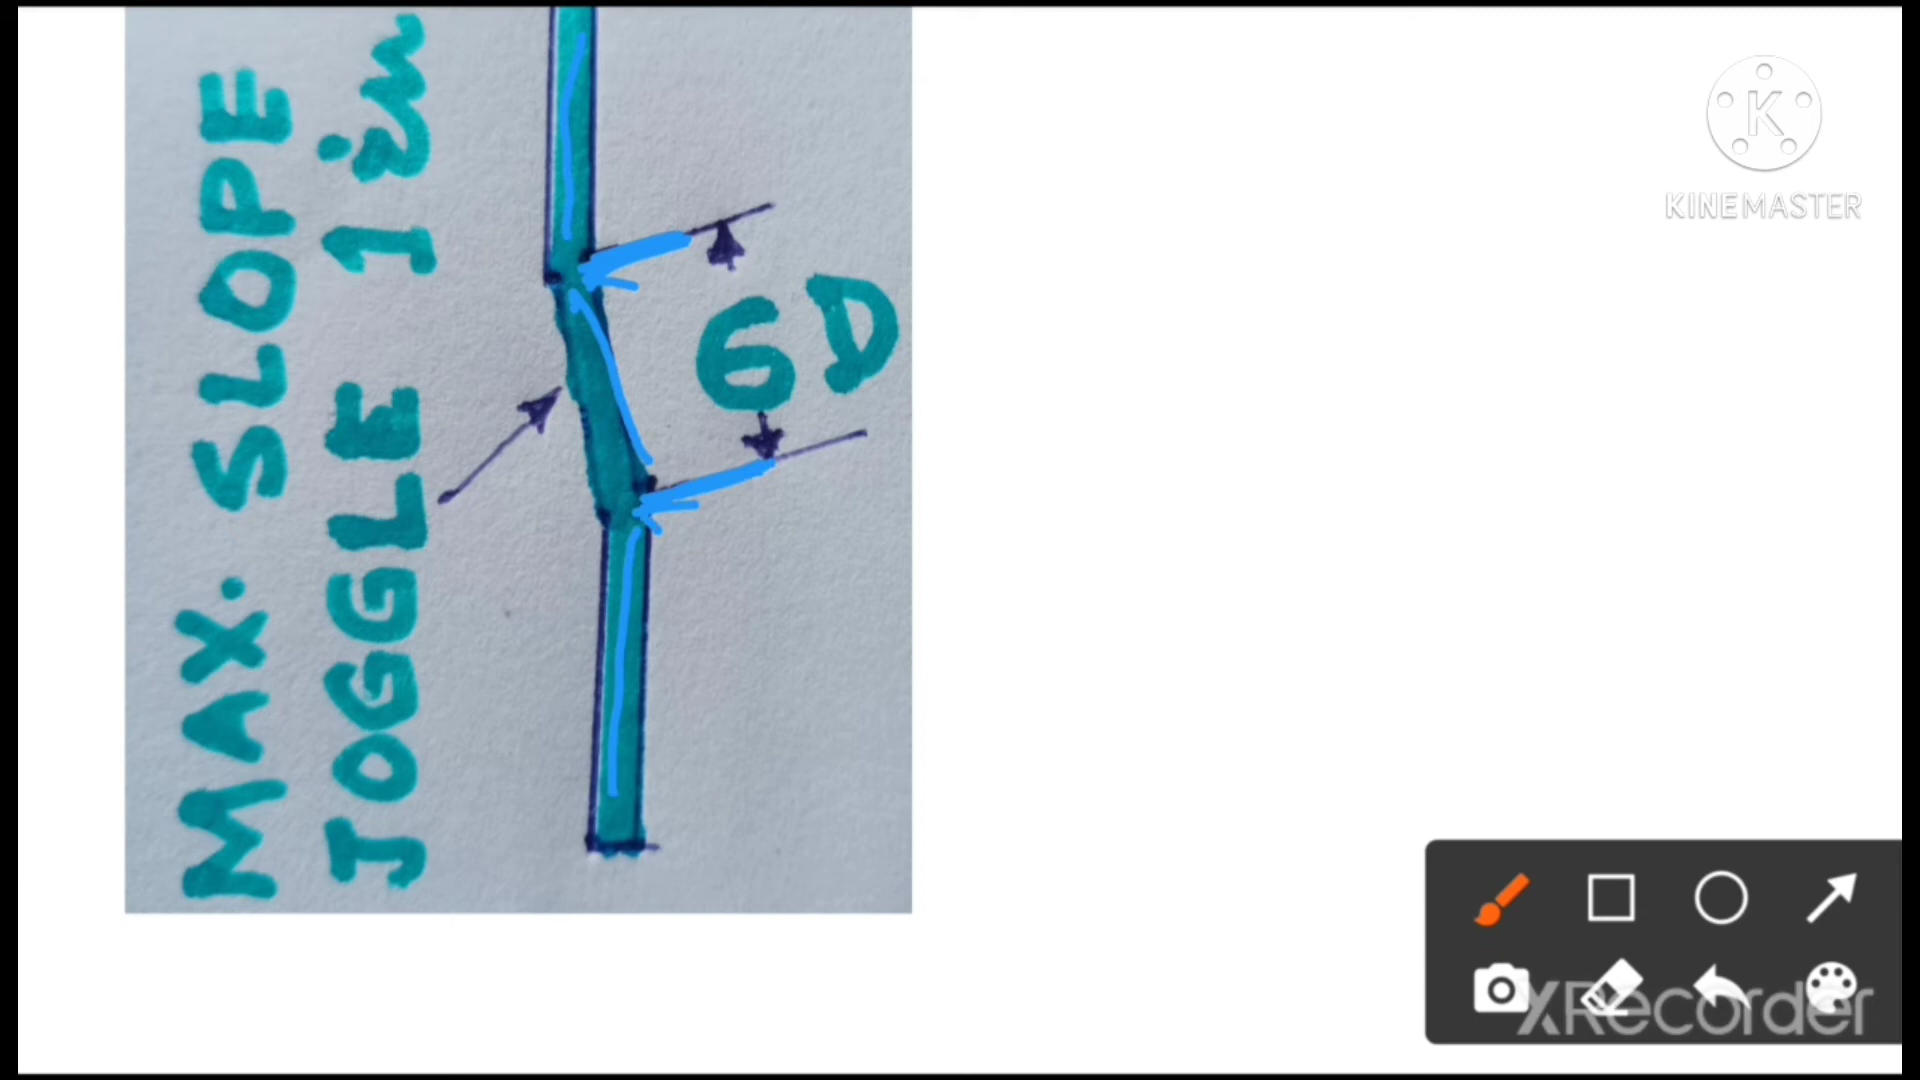 MAX. SLOPE
JOGGLE 1 in
6D
K
KINEMASTER
XRecorder